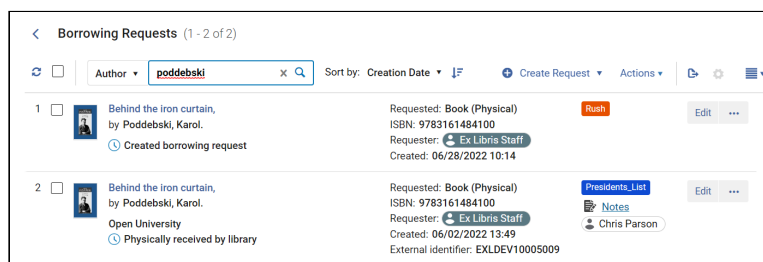 Borrowing Requests (1 - 2 of 2)
Author poddebski Sort by: Creation Date Create Request Actions
1 Behind the iron curtain, Requested: Book (Physical) Rush Edit
by Poddebski, Karol. ISBN: 9783161484100
Created borrowing request Requester: Ex Libris Staff
Created: 06/28/2022 10:14
2 Behind the iron curtain, Requested: Book (Physical) Presidents_List Edit
by Poddebski, Karol. ISBN: 9783161484100 Notes
Open University Requester: Ex Libris Staff Chris Parson
Physically received by library Created: 06/02/2022 13:49
External identifier: EXLDEV10005009